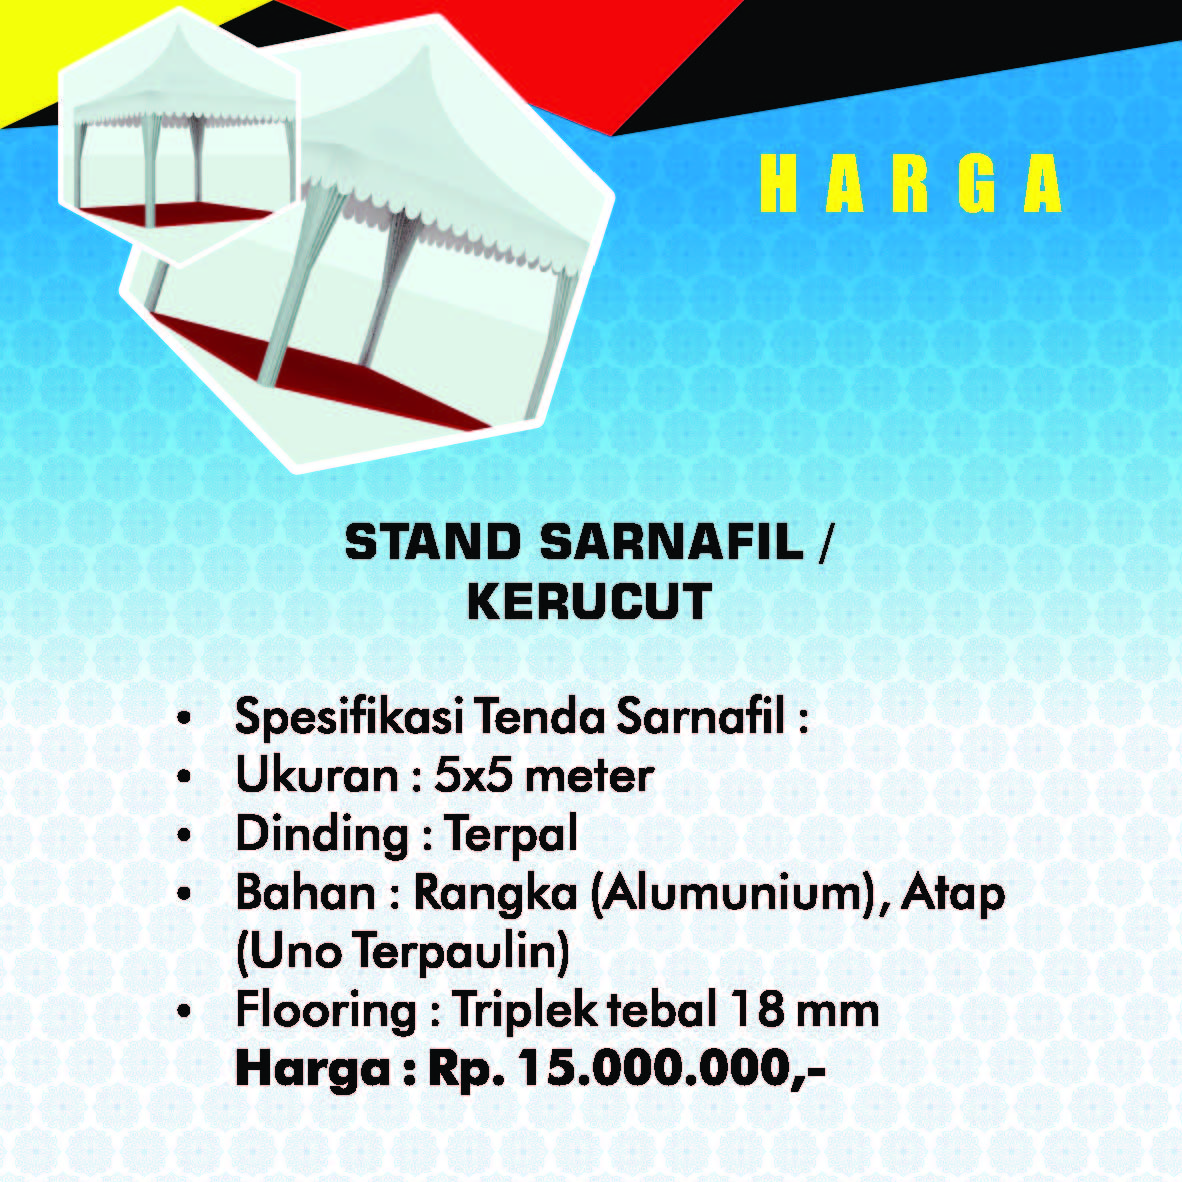 HARGA
STAND SARNAFIL /
KERUCUT
• Spesifikasi Tenda Sarnafil :
• Ukuran : 5x5 meter
• Dinding : Terpal
• Bahan : Rangka (Alumunium), Atap
(Uno Terpaulin)
• Flooring : Triplek tebal 18 mm
Harga : Rp. 15.000.000,-